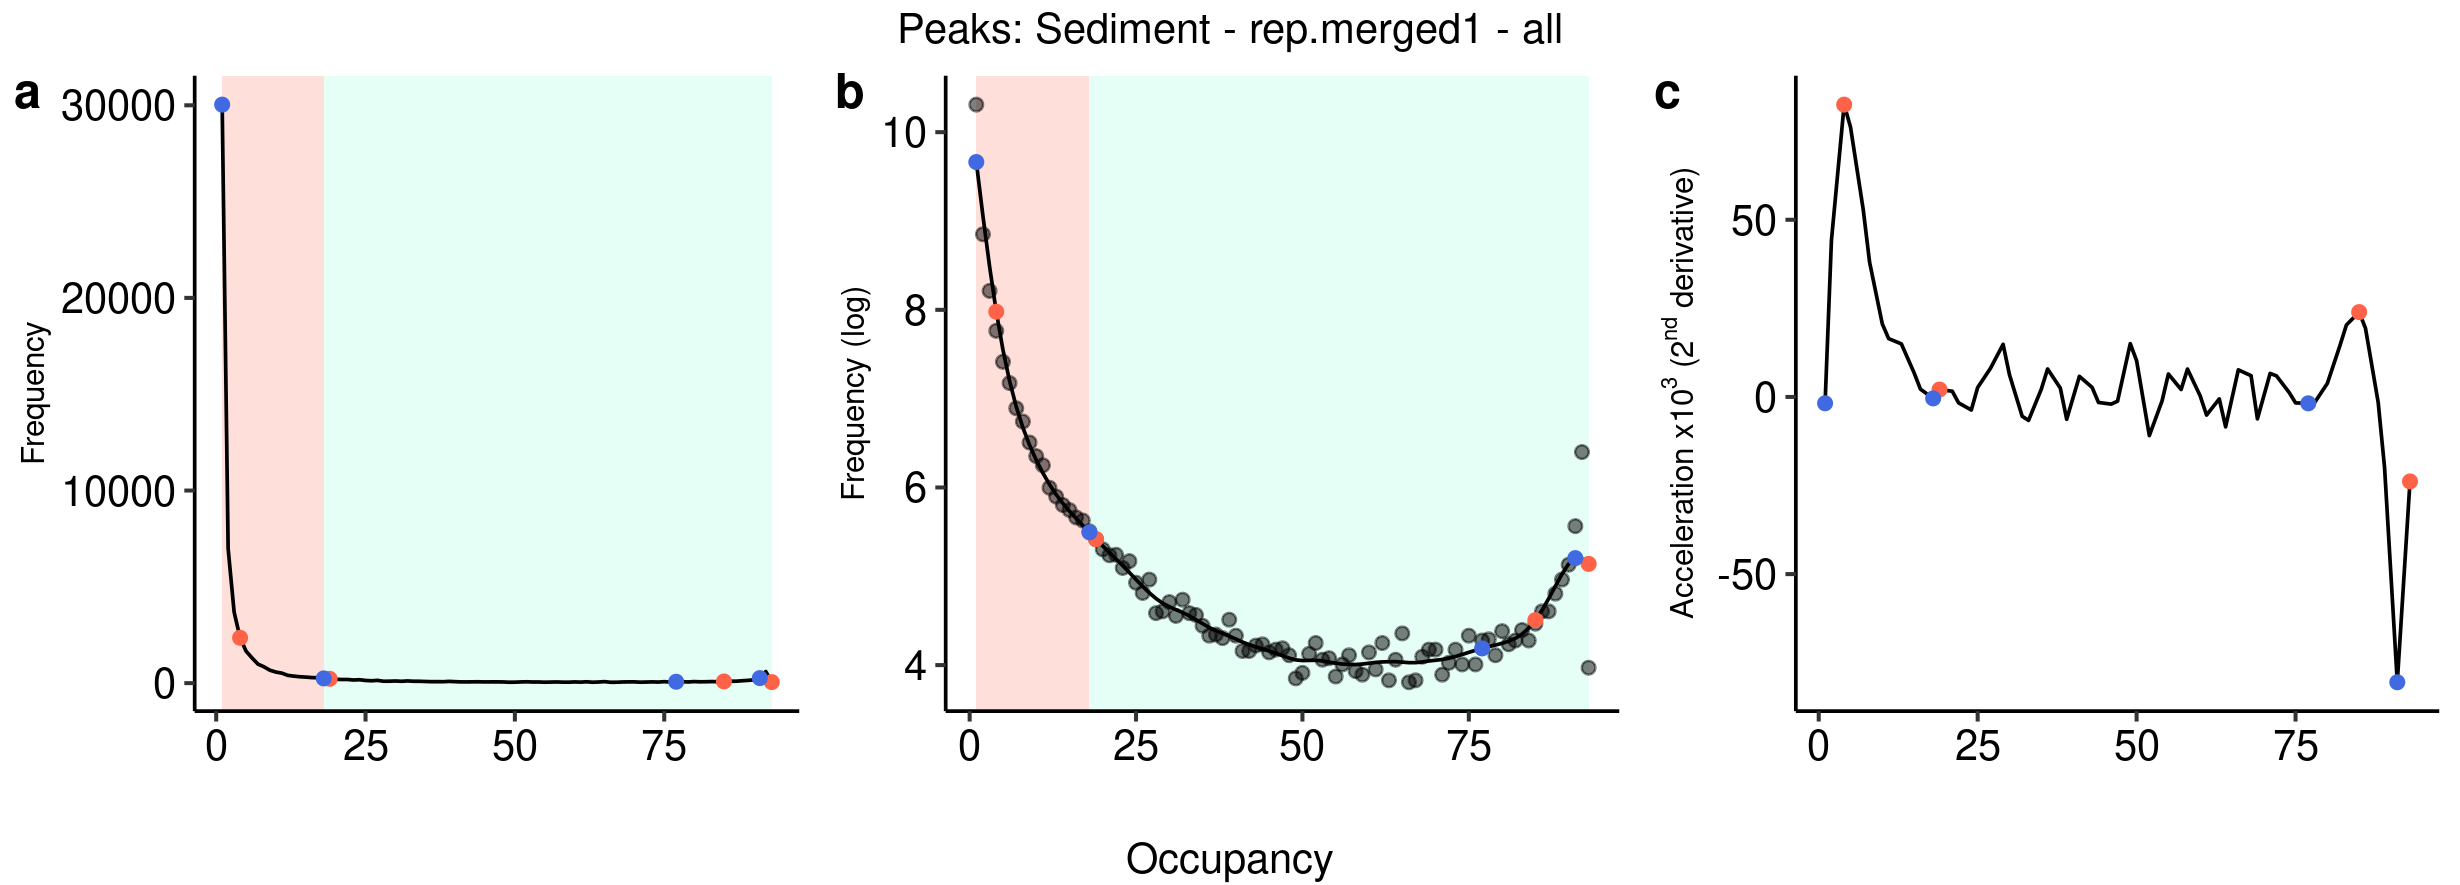 Peaks: Sediment - rep.merged1 - all
a
30000
20000
10000
0
Frequency
0 25 50 75
b
10
8
6
4
Frequency (log)
0 25 50 75
c
50
0
-50
Acceleration x10³ (2ⁿᵈ derivative)
0 25 50 75
Occupancy